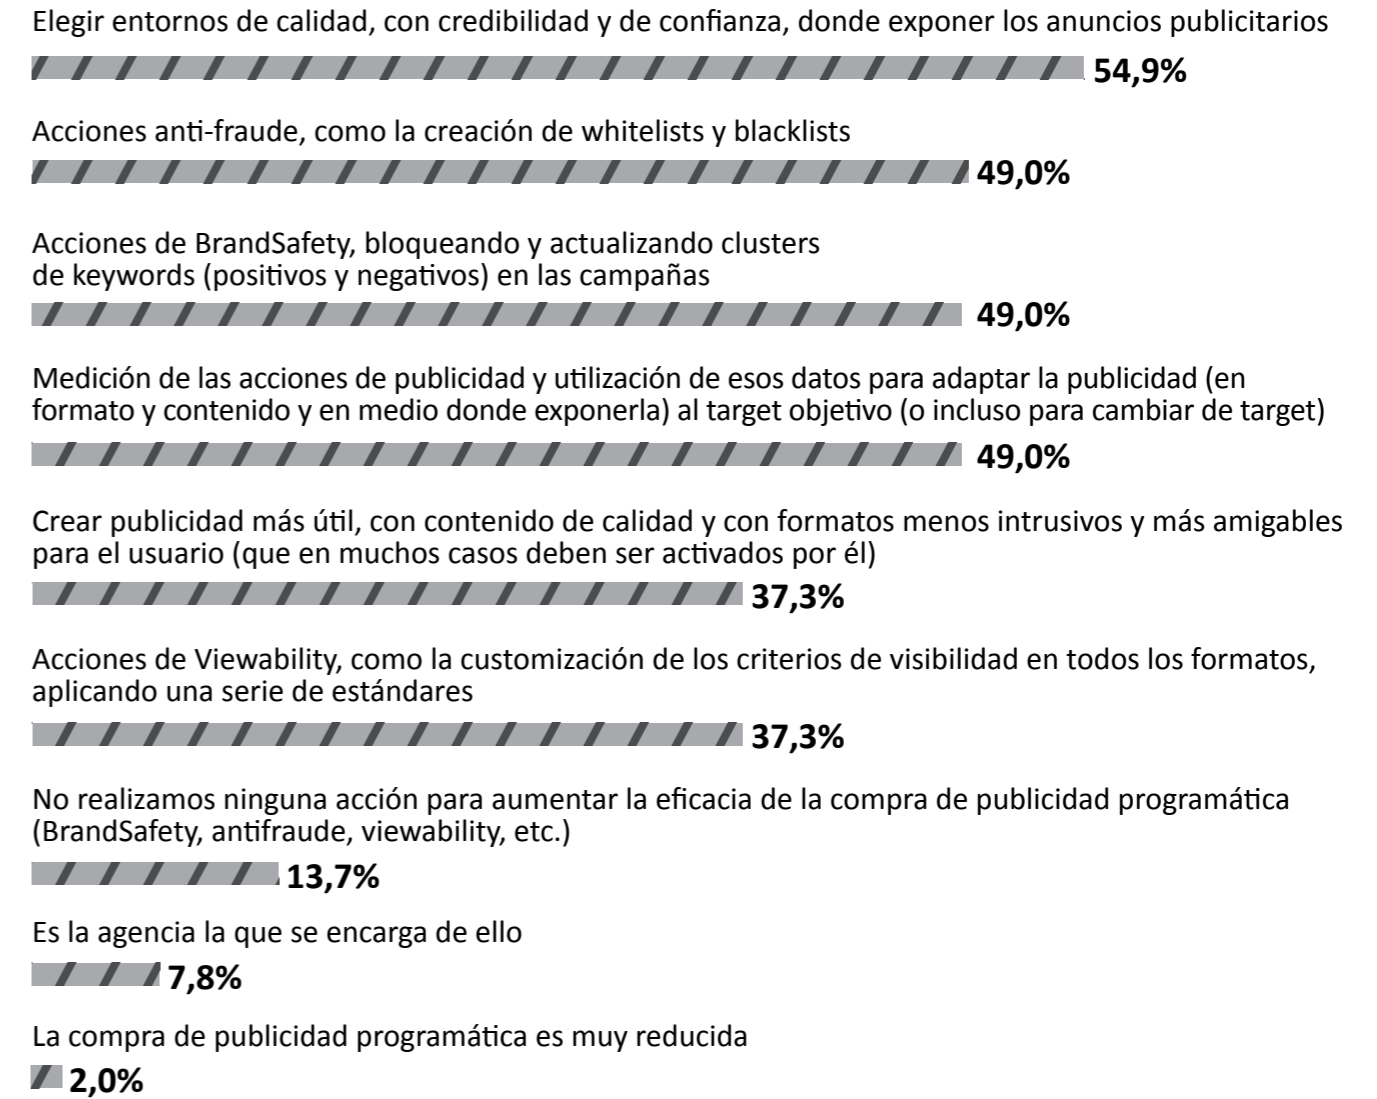 Elegir entornos de calidad, con credibilidad y de confianza, donde exponer los anuncios publicitarios
54,9%
Acciones anti-fraude, como la creación de whitelists y blacklists
49,0%
Acciones de BrandSafety, bloqueando y actualizando clusters
de keywords (positivos y negativos) en las campañas
49,0%
Medición de las acciones de publicidad y utilización de esos datos para adaptar la publicidad (en
formato y contenido y en medio donde exponerla) al target objetivo (o incluso para cambiar de target)
49,0%
Crear publicidad más útil, con contenido de calidad y con formatos menos intrusivos y más amigables
para el usuario (que en muchos casos deben ser activados por él)
37,3%
Acciones de Viewability, como la customización de los criterios de visibilidad en todos los formatos,
aplicando una serie de estándares
37,3%
No realizamos ninguna acción para aumentar la eficacia de la compra de publicidad programática
(BrandSafety, antifraude, viewability, etc.)
13,7%
Es la agencia la que se encarga de ello
7,8%
La compra de publicidad programática es muy reducida
2,0%